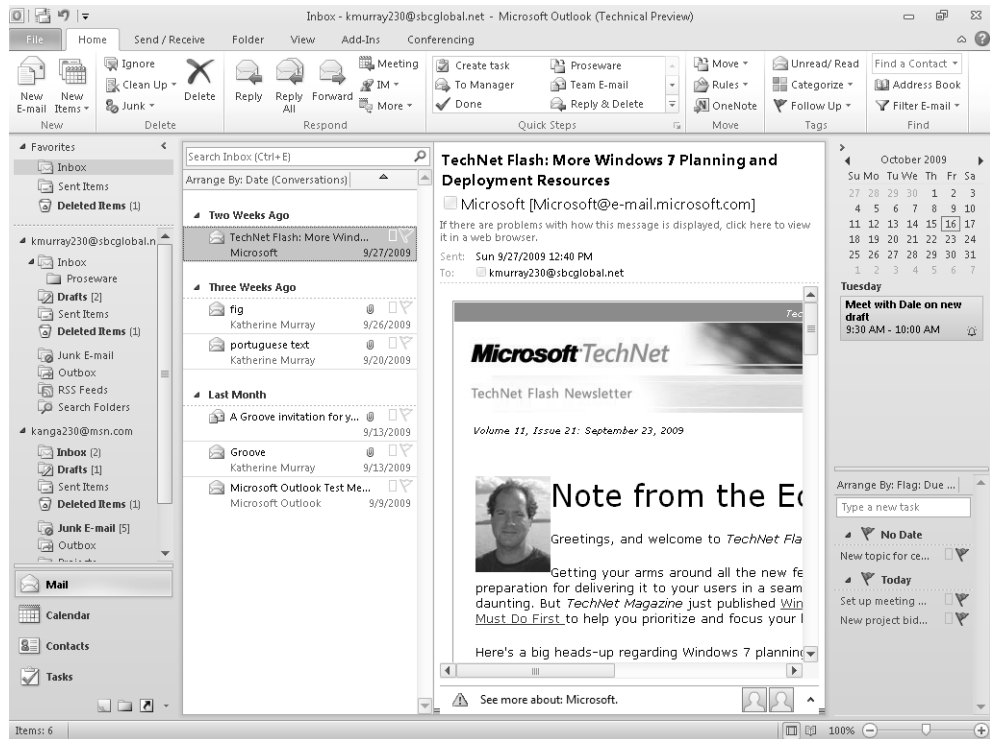 Inbox - kmurray230@sbcglobal.net - Microsoft Outlook (Technical Preview)
File Home Send / Receive Folder View Add-Ins Conferencing
New E-mail
New Items
New
Ignore
Clean Up
Junk
Delete
Delete
Reply
Reply All
Forward
Meeting
IM
More
Respond
Create task
To Manager
Done
Proseware
Team E-mail
Reply & Delete
Quick Steps
Move
Rules
OneNote
Move
Unread/ Read
Categorize
Follow Up
Tags
Find a Contact
Address Book
Filter E-mail
Find
Favorites
Inbox
Sent Items
Deleted Items (1)
kmurray230@sbcglobal.n
Inbox
Proseware
Drafts [2]
Sent Items
Deleted Items (1)
Junk E-mail
Outbox
RSS Feeds
Search Folders
kanga230@msn.com
Inbox (2)
Drafts [1]
Sent Items
Deleted Items (1)
Junk E-mail [5]
Outbox
Mail
Calendar
Contacts
Tasks
Items: 6
Search Inbox (Ctrl+E)
Arrange By: Date (Conversations)
Two Weeks Ago
TechNet Flash: More Wind...
Microsoft 9/27/2009
Three Weeks Ago
fig
Katherine Murray 9/26/2009
portuguese text
Katherine Murray 9/20/2009
Last Month
A Groove invitation for y...
9/13/2009
Groove
Katherine Murray 9/13/2009
Microsoft Outlook Test Me...
Microsoft Outlook 9/9/2009
TechNet Flash: More Windows 7 Planning and
Deployment Resources
Microsoft [Microsoft@e-mail.microsoft.com]
If there are problems with how this message is displayed, click here to view
it in a web browser.
Sent: Sun 9/27/2009 12:40 PM
To: kmurray230@sbcglobal.net
Tec
Microsoft TechNet
TechNet Flash Newsletter
Volume 11, Issue 21: September 23, 2009
Note from the Ec
Greetings, and welcome to TechNet Fla
Getting your arms around all the new fe
preparation for delivering it to your users in a seam
daunting. But TechNet Magazine just published Win
Must Do First to help you prioritize and focus your
Here's a big heads-up regarding Windows 7 planning
See more about: Microsoft.
October 2009
Su Mo Tu We Th Fr Sa
27 28 29 30 1 2 3
4 5 6 7 8 9 10
11 12 13 14 15 16 17
18 19 20 21 22 23 24
25 26 27 28 29 30 31
1 2 3 4 5 6 7
Tuesday
Meet with Dale on new
draft
9:30 AM - 10:00 AM
Arrange By: Flag: Due ...
Type a new task
No Date
New topic for ce...
Today
Set up meeting ...
New project bid...
100%